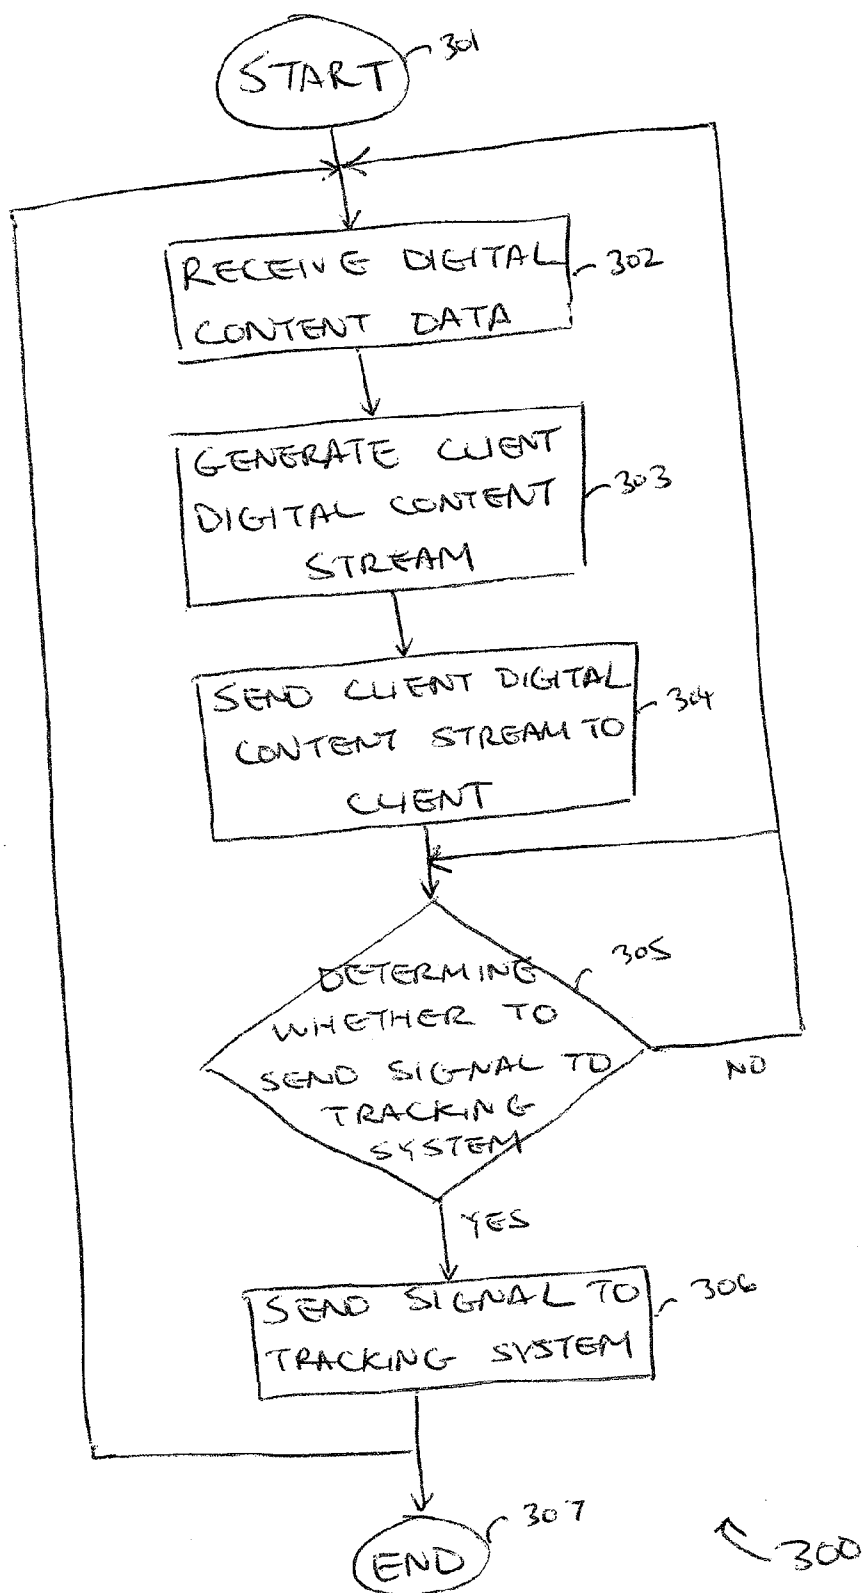 START
301
RECEIVE DIGITAL
CONTENT DATA
302
GENERATE CLIENT
DIGITAL CONTENT
STREAM
303
SEND CLIENT DIGITAL
CONTENT STREAM TO
CLIENT
304
DETERMINE
WHETHER TO
SEND SIGNAL TO
TRACKING
SYSTEM
305
NO
YES
SEND SIGNAL TO
TRACKING SYSTEM
306
END
307
300